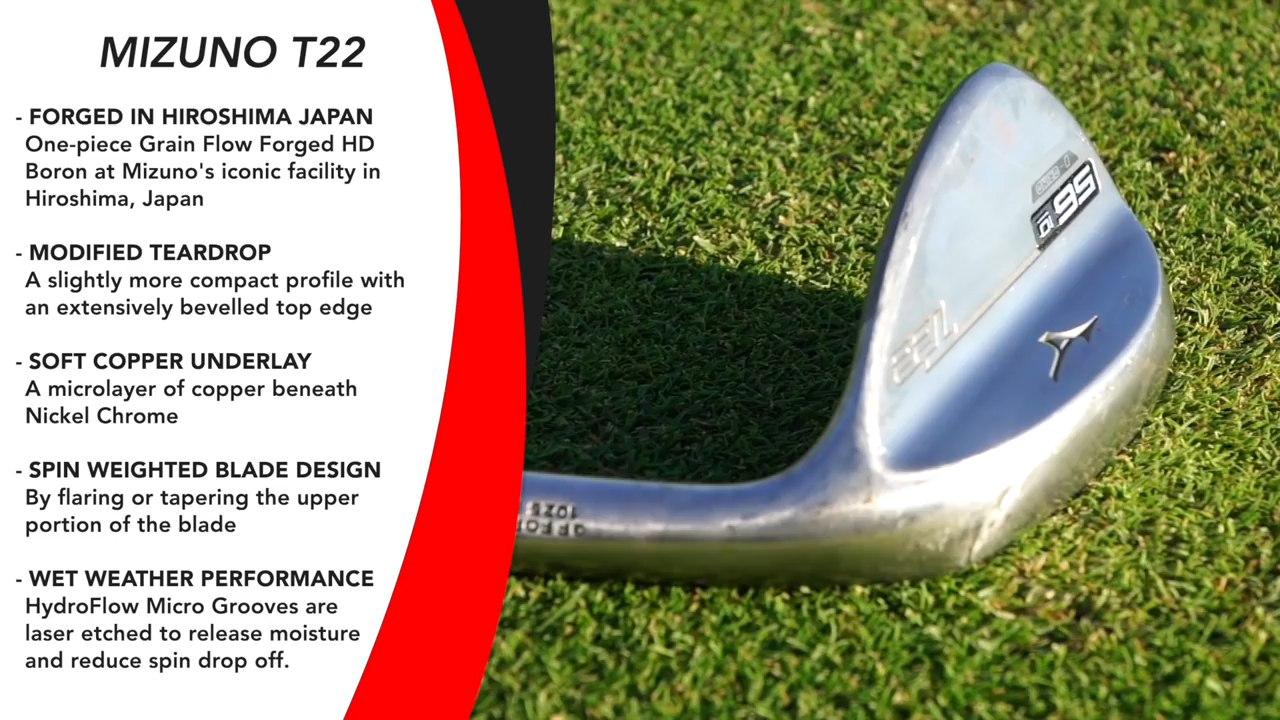 MIZUNO T22
- FORGED IN HIROSHIMA JAPAN
One-piece Grain Flow Forged HD
Boron at Mizuno's iconic facility in
Hiroshima, Japan
- MODIFIED TEARDROP
A slightly more compact profile with
an extensively bevelled top edge
- SOFT COPPER UNDERLAY
A microlayer of copper beneath
Nickel Chrome
- SPIN WEIGHTED BLADE DESIGN
By flaring or tapering the upper
portion of the blade
- WET WEATHER PERFORMANCE
HydroFlow Micro Grooves are
laser etched to release moisture
and reduce spin drop off.
56
10
T22
1025